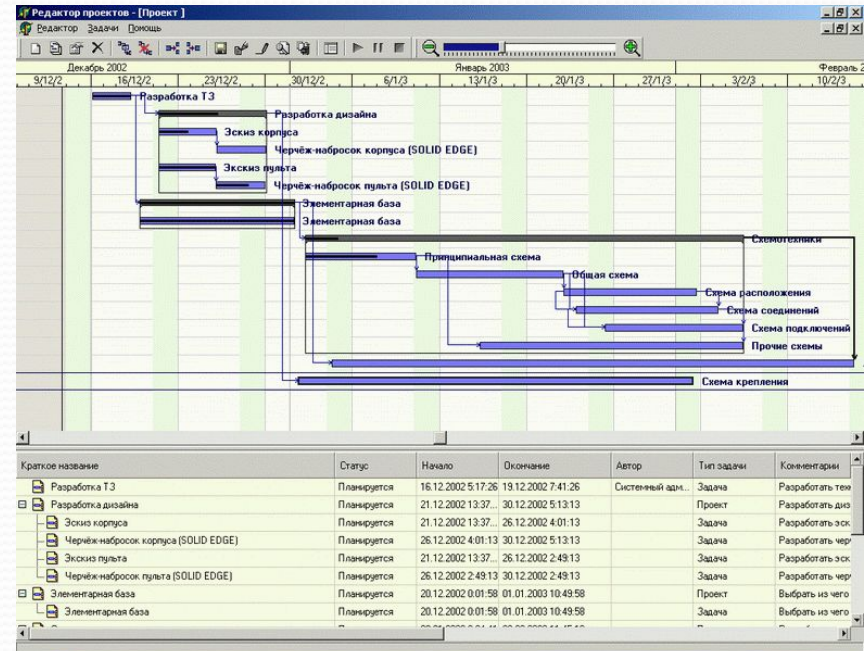 Редактор проектов - [Проект ]
Редактор Задачи Помощь
Декабрь 2002 Январь 2003 Февраль 2
9/12/2 16/12/2 23/12/2 30/12/2 6/1/3 13/1/3 20/1/3 27/1/3 3/2/3 10/2/3
Разработка ТЗ
Разработка дизайна
Эскиз корпуса
Черчёж-набросок корпуса (SOLID EDGE)
Экскиз пульта
Черчёж-набросок пульта (SOLID EDGE)
Элементарная база
Элементарная база
Схемотехники
Принципиальная схема
Общая схема
Схема расположения
Схема соединений
Схема подключений
Прочие схемы
Схема крепления
Краткое название Статус Начало Окончание Автор Тип задачи Комментарии
Разработка ТЗ Планируется 16.12.2002 5:17:26 19.12.2002 7:41:26 Системный адм... Задача Разработать техн
Разработка дизайна Планируется 21.12.2002 13:37... 30.12.2002 5:13:13 Проект Разработать диз
Эскиз корпуса Планируется 21.12.2002 13:37... 26.12.2002 4:01:13 Задача Разработать эск
Черчёж-набросок корпуса (SOLID EDGE) Планируется 26.12.2002 4:01:13 30.12.2002 5:13:13 Задача Разработать черч
Экскиз пульта Планируется 21.12.2002 13:37... 26.12.2002 2:49:13 Задача Разработать эск
Черчёж-набросок пульта (SOLID EDGE) Планируется 26.12.2002 2:49:13 30.12.2002 2:49:13 Задача Разработать черч
Элементарная база Планируется 20.12.2002 0:01:58 01.01.2003 10:49:58 Проект Выбрать из чего
Элементарная база Планируется 20.12.2002 0:01:58 01.01.2003 10:49:58 Задача Выбрать из чего